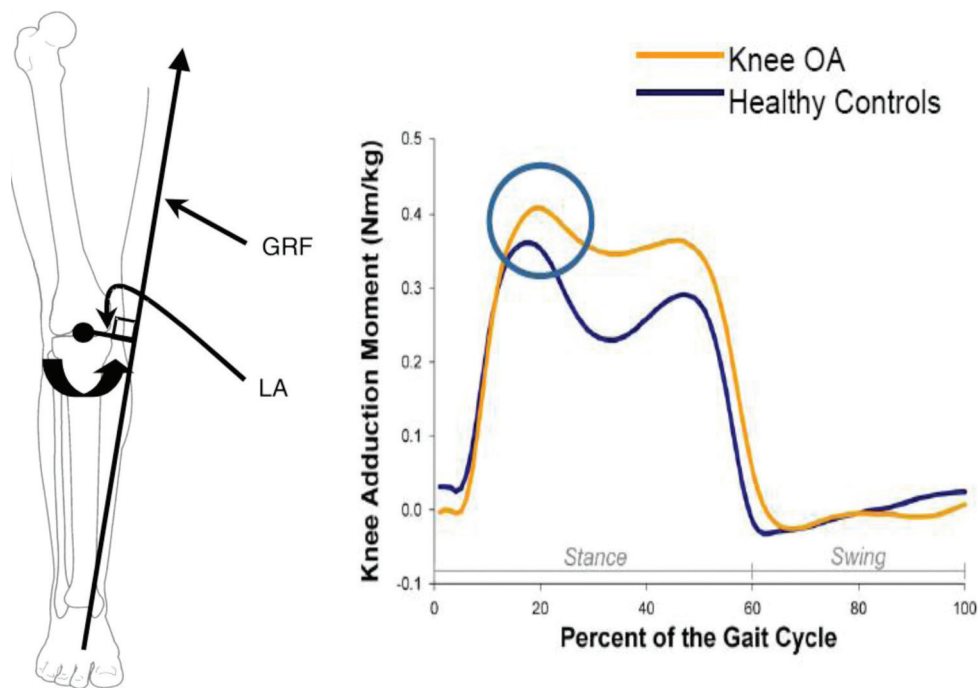 GRF
LA
Knee OA
Healthy Controls
Knee Adduction Moment (Nm/kg)
0.5
0.4
0.3
0.2
0.1
0.0
-0.1
Stance
Swing
0
20
40
60
80
100
Percent of the Gait Cycle